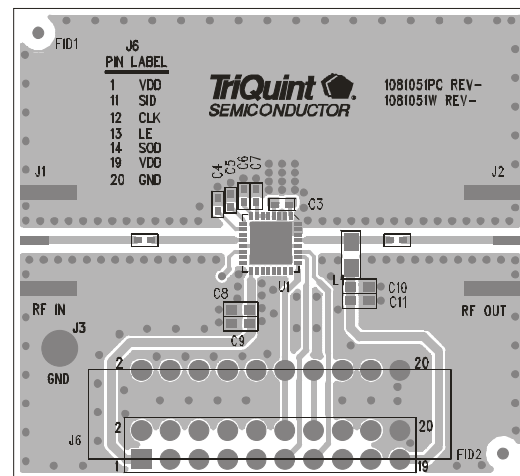 FID1
J6
PIN LABEL
1 VDD
11 SID
12 CLK
13 LE
14 SOD
19 VDD
20 GND
TriQuint
SEMICONDUCTOR
1081051PC REV-
1081051W REV-
J1
J2
C4
C5
C6
C7
C3
U1
L1
C8
C9
C10
C11
RF IN
RF OUT
J3
GND
2
20
2
20
J6
1
19
FID2